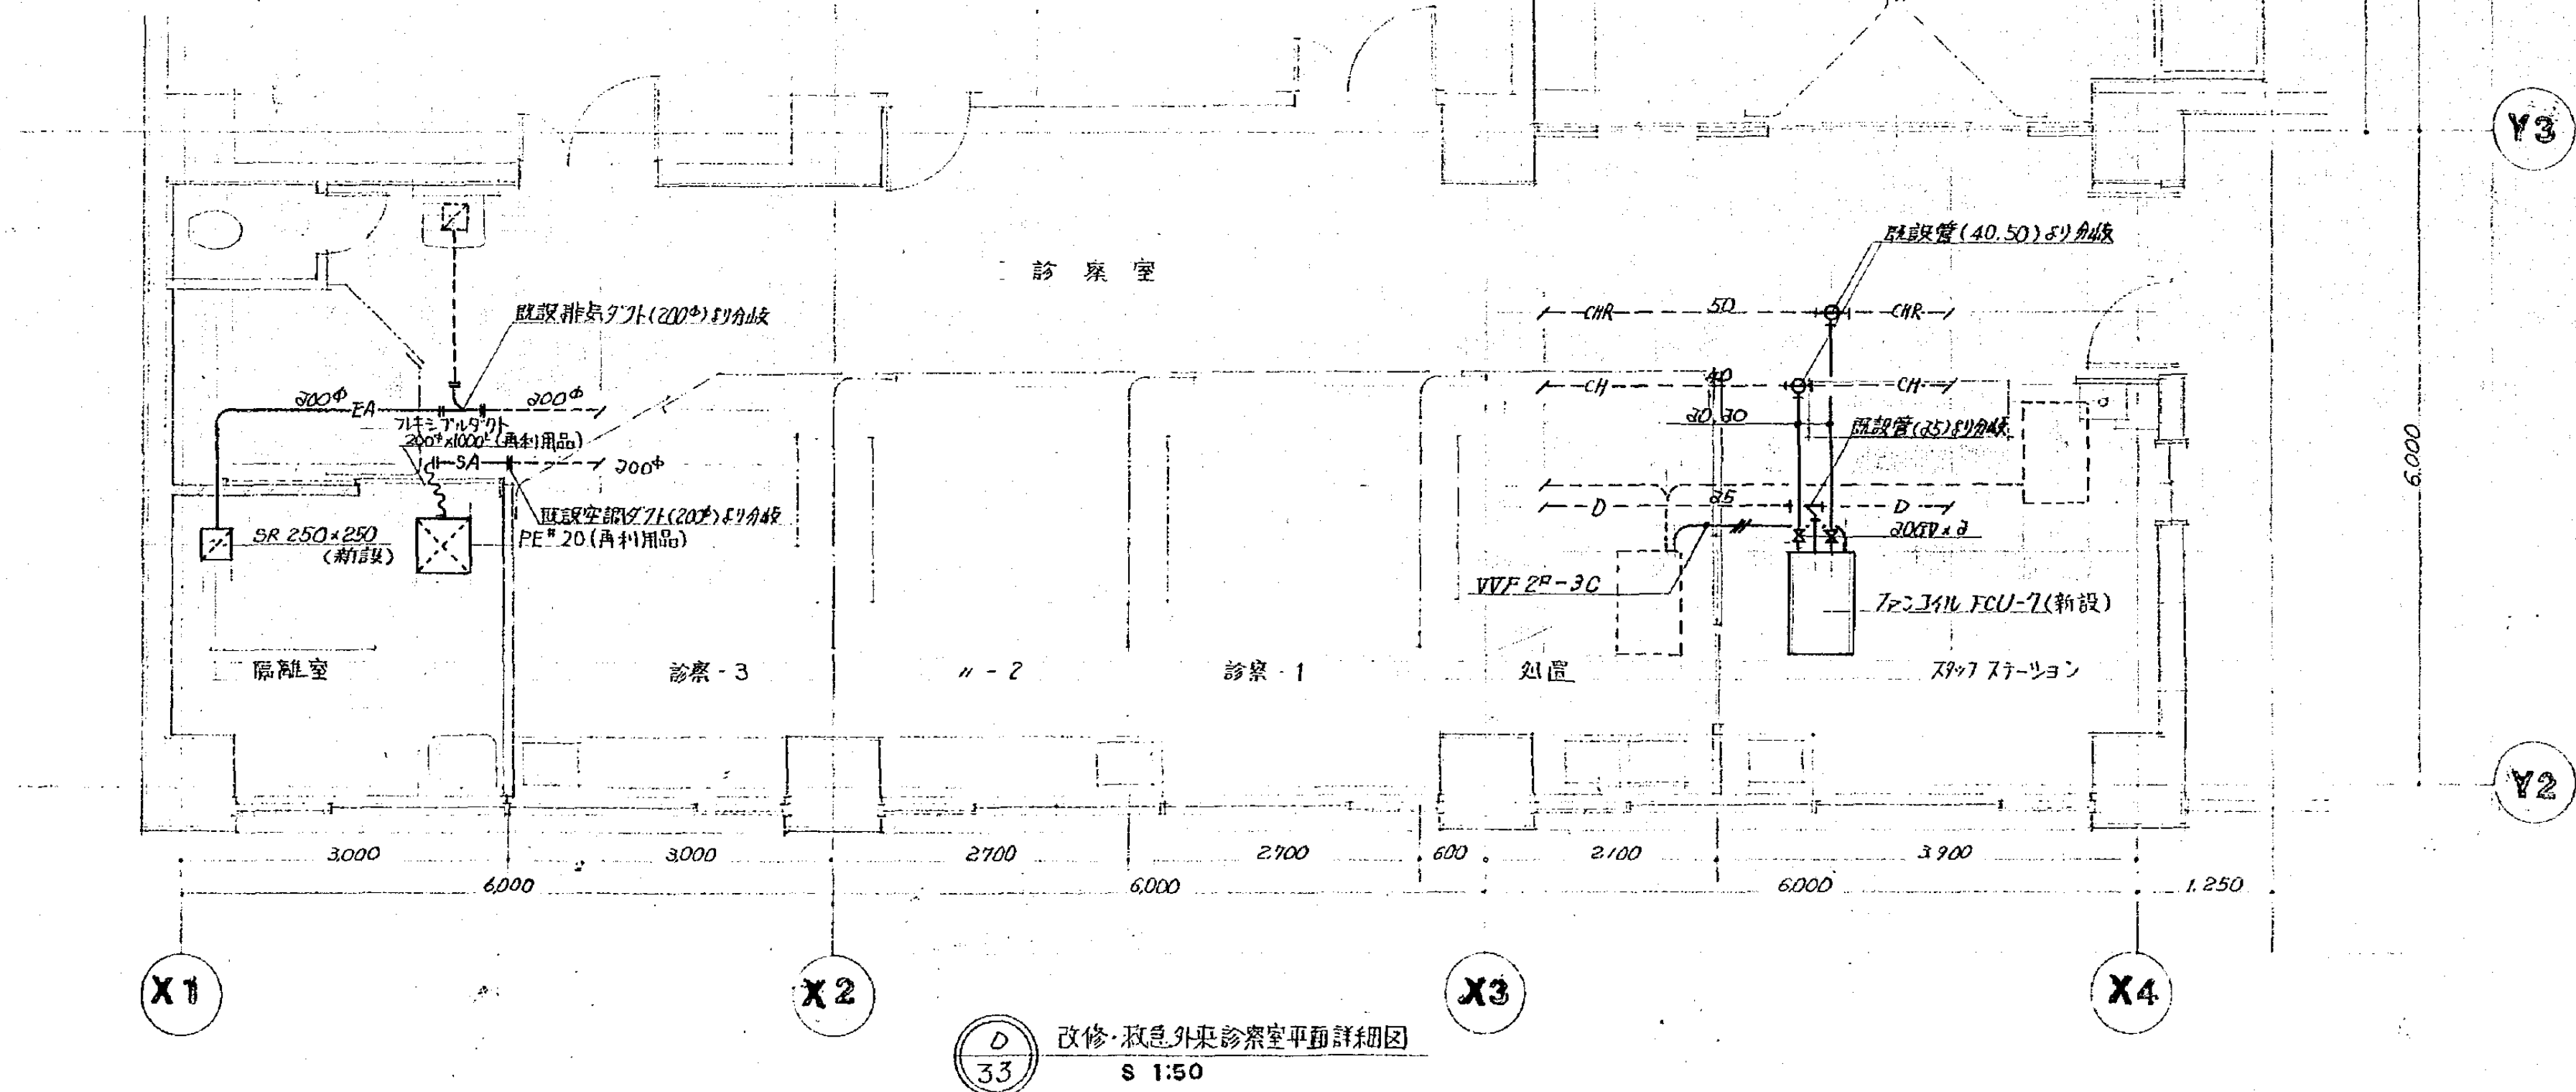 Y3
既設管(40.50)より分岐
診察室
既設排気ダクト(200φ)より分岐
CHR 50 CHR
200φ EA 200φ
CH 40 CH
フレキシブルダクト
200φ×1000L(再利用品)
20.20
既設管(25)より分岐
SA 200φ
6,000
D 25 D
既設空調ダクト(200φ)より分岐
PE#20(再利用品)
SR 250×250
(新設)
20GV×2
VVF 2R-3C
ファンコイル FCU-7(新設)
隔離室
診察-3
〃-2
診察-1
処置
スタッフステーション
Y2
3,000 3,000 2,700 2,700 600 2,100 3,900
6,000 6,000 6,000 1,250
X1 X2 X3 X4
D
33
改修・救急外来診察室平面詳細図
S 1:50